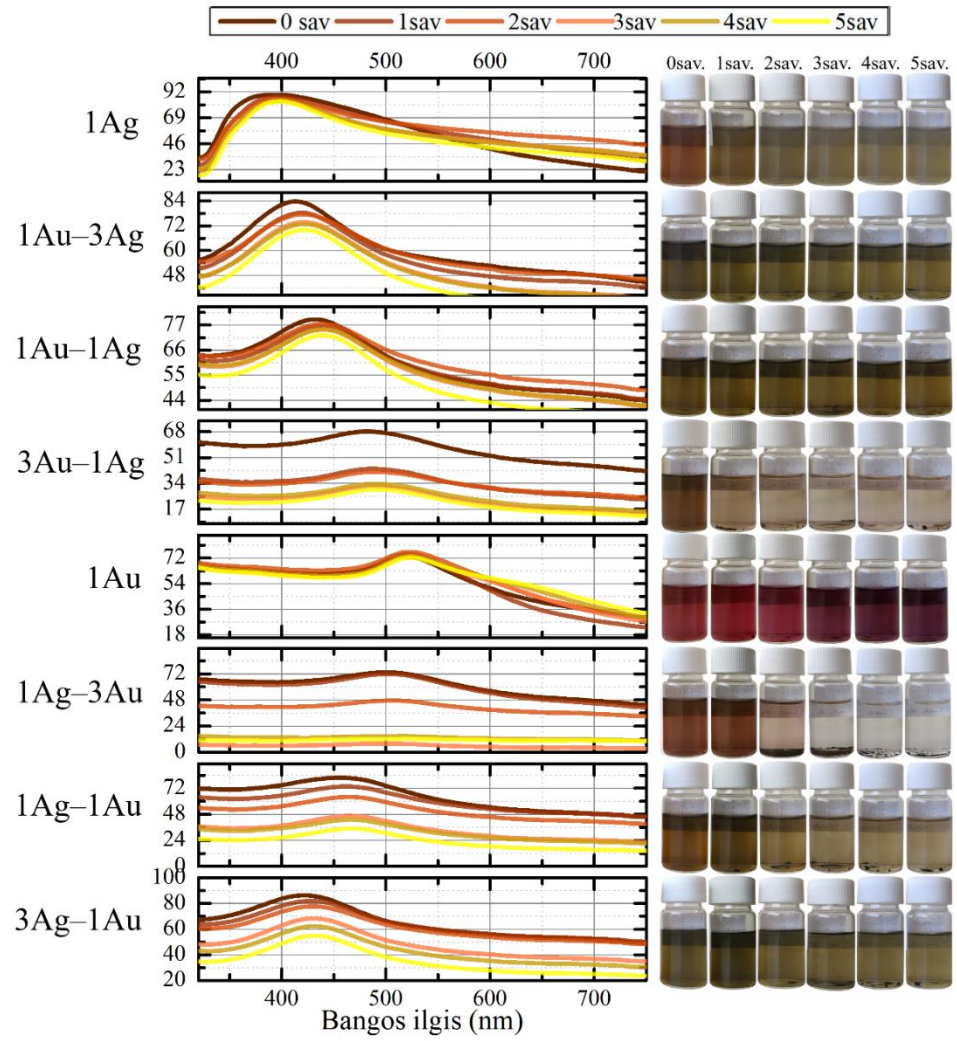 0 sav 1sav 2sav 3sav 4sav 5sav
400 500 600 700
0sav. 1sav. 2sav. 3sav. 4sav. 5sav.
1Ag
92
69
46
23
1Au–3Ag
84
72
60
48
1Au–1Ag
77
66
55
44
3Au–1Ag
68
51
34
17
1Au
72
54
36
18
1Ag–3Au
72
48
24
0
1Ag–1Au
72
48
24
0
3Ag–1Au
100
80
60
40
20
400 500 600 700
Bangos ilgis (nm)